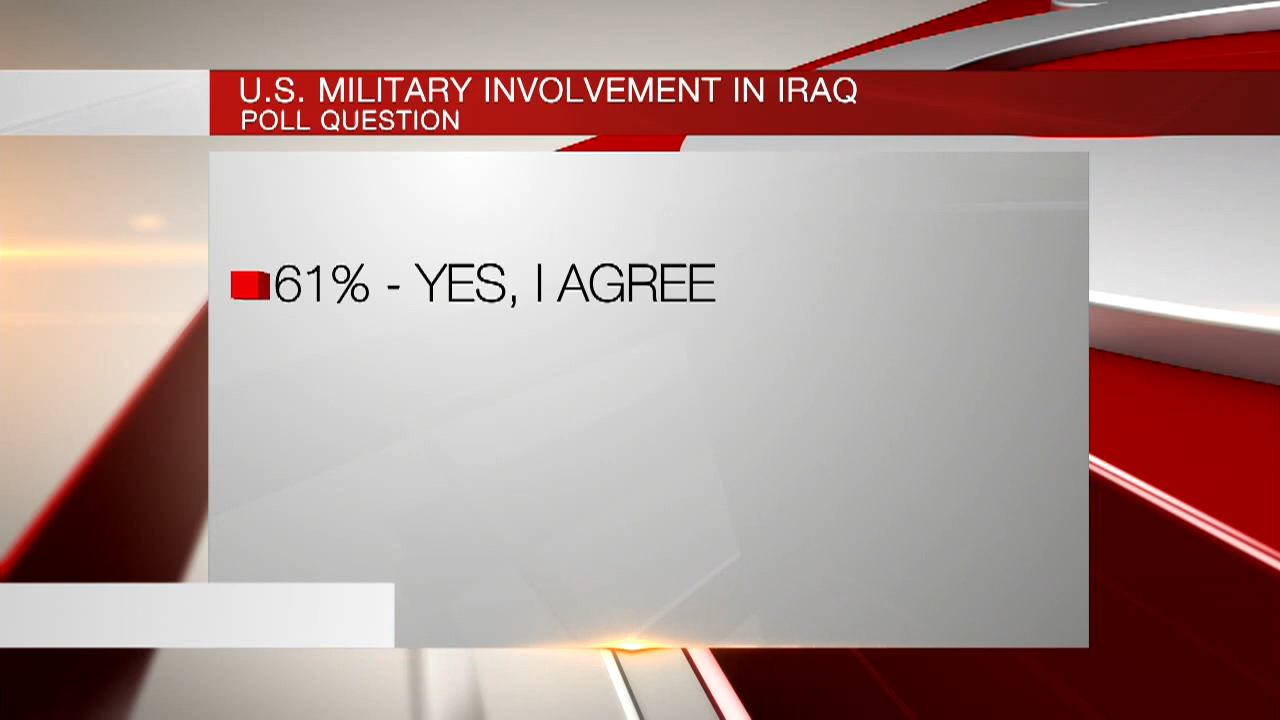 U.S. MILITARY INVOLVEMENT IN IRAQ
POLL QUESTION
61% - YES, I AGREE